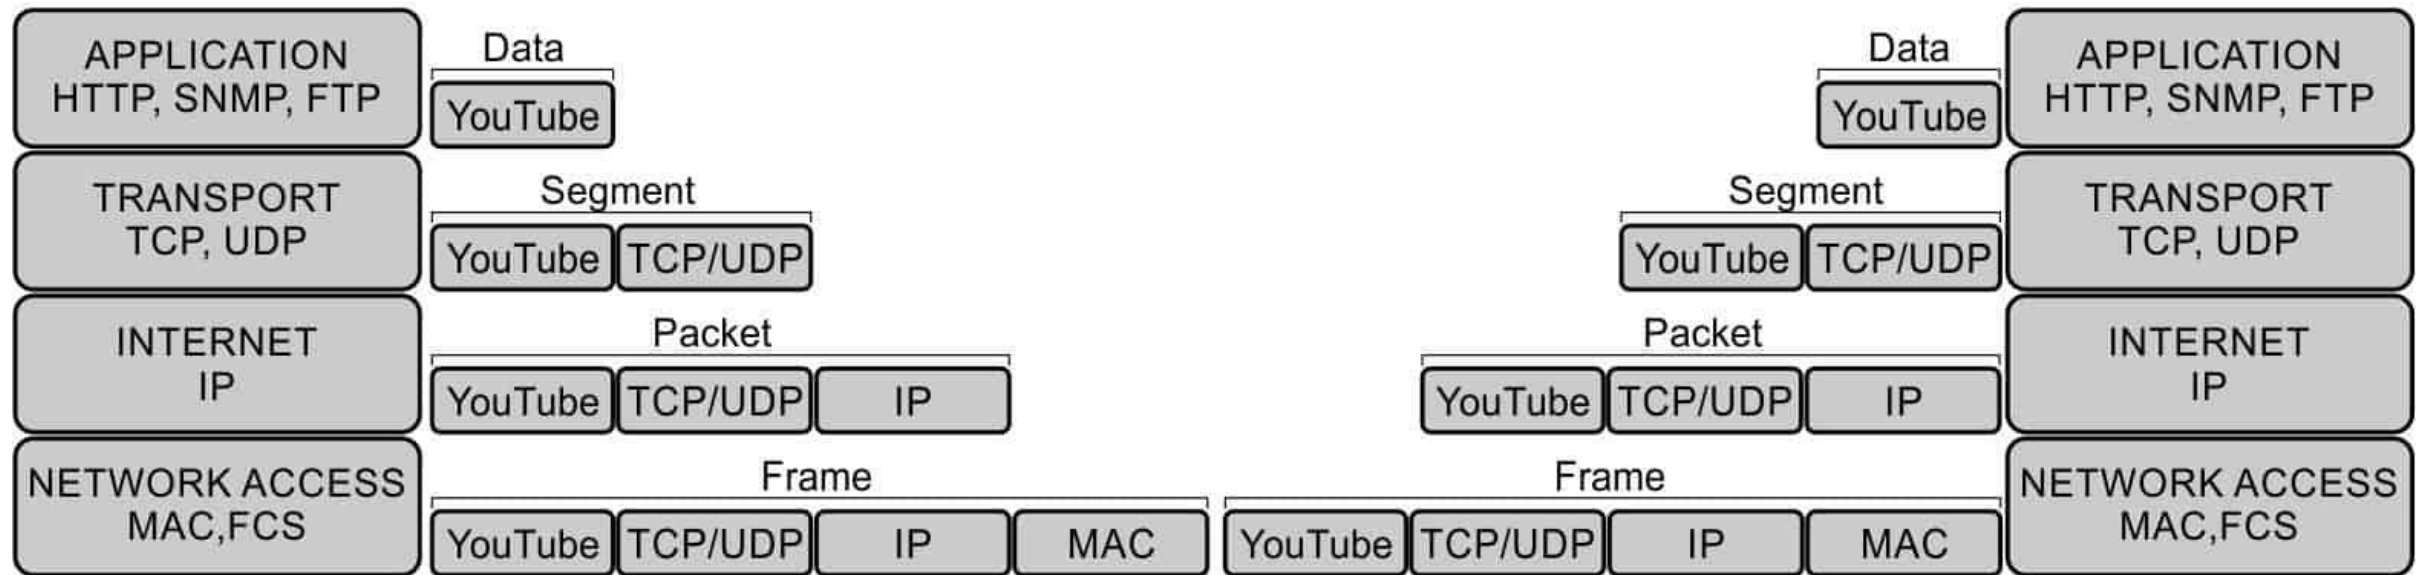 APPLICATION
HTTP, SNMP, FTP
Data
YouTube
Data
YouTube
APPLICATION
HTTP, SNMP, FTP
TRANSPORT
TCP, UDP
Segment
YouTube TCP/UDP
Segment
YouTube TCP/UDP
TRANSPORT
TCP, UDP
INTERNET
IP
Packet
YouTube TCP/UDP IP
Packet
YouTube TCP/UDP IP
INTERNET
IP
NETWORK ACCESS
MAC,FCS
Frame
YouTube TCP/UDP IP MAC
Frame
YouTube TCP/UDP IP MAC
NETWORK ACCESS
MAC,FCS